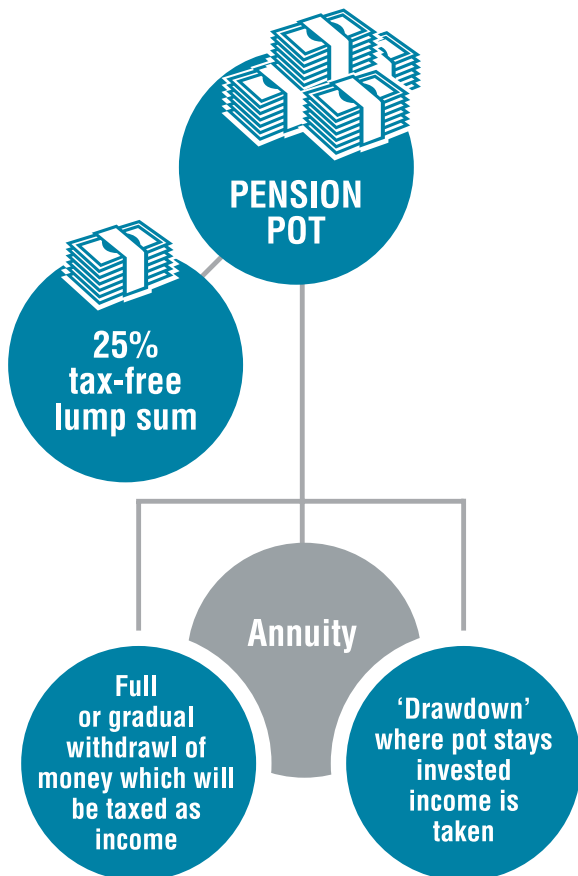 PENSION
POT
25%
tax-free
lump sum
Annuity
Full
or gradual
withdrawl of
money which will
be taxed as
income
‘Drawdown’
where pot stays
invested
income is
taken